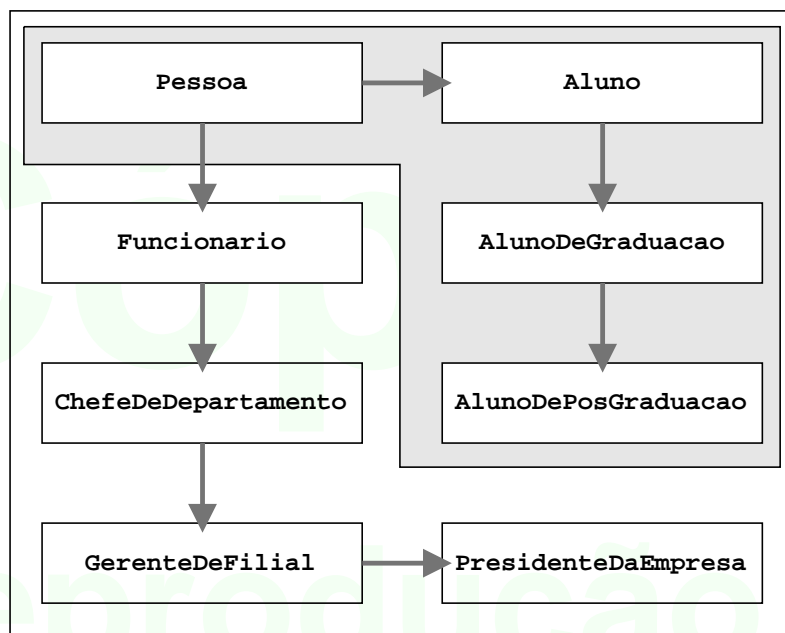 Pessoa
Aluno
Funcionario
AlunoDeGraduacao
ChefeDeDepartamento
AlunoDePosGraduacao
GerenteDeFilial
PresidenteDaEmpresa